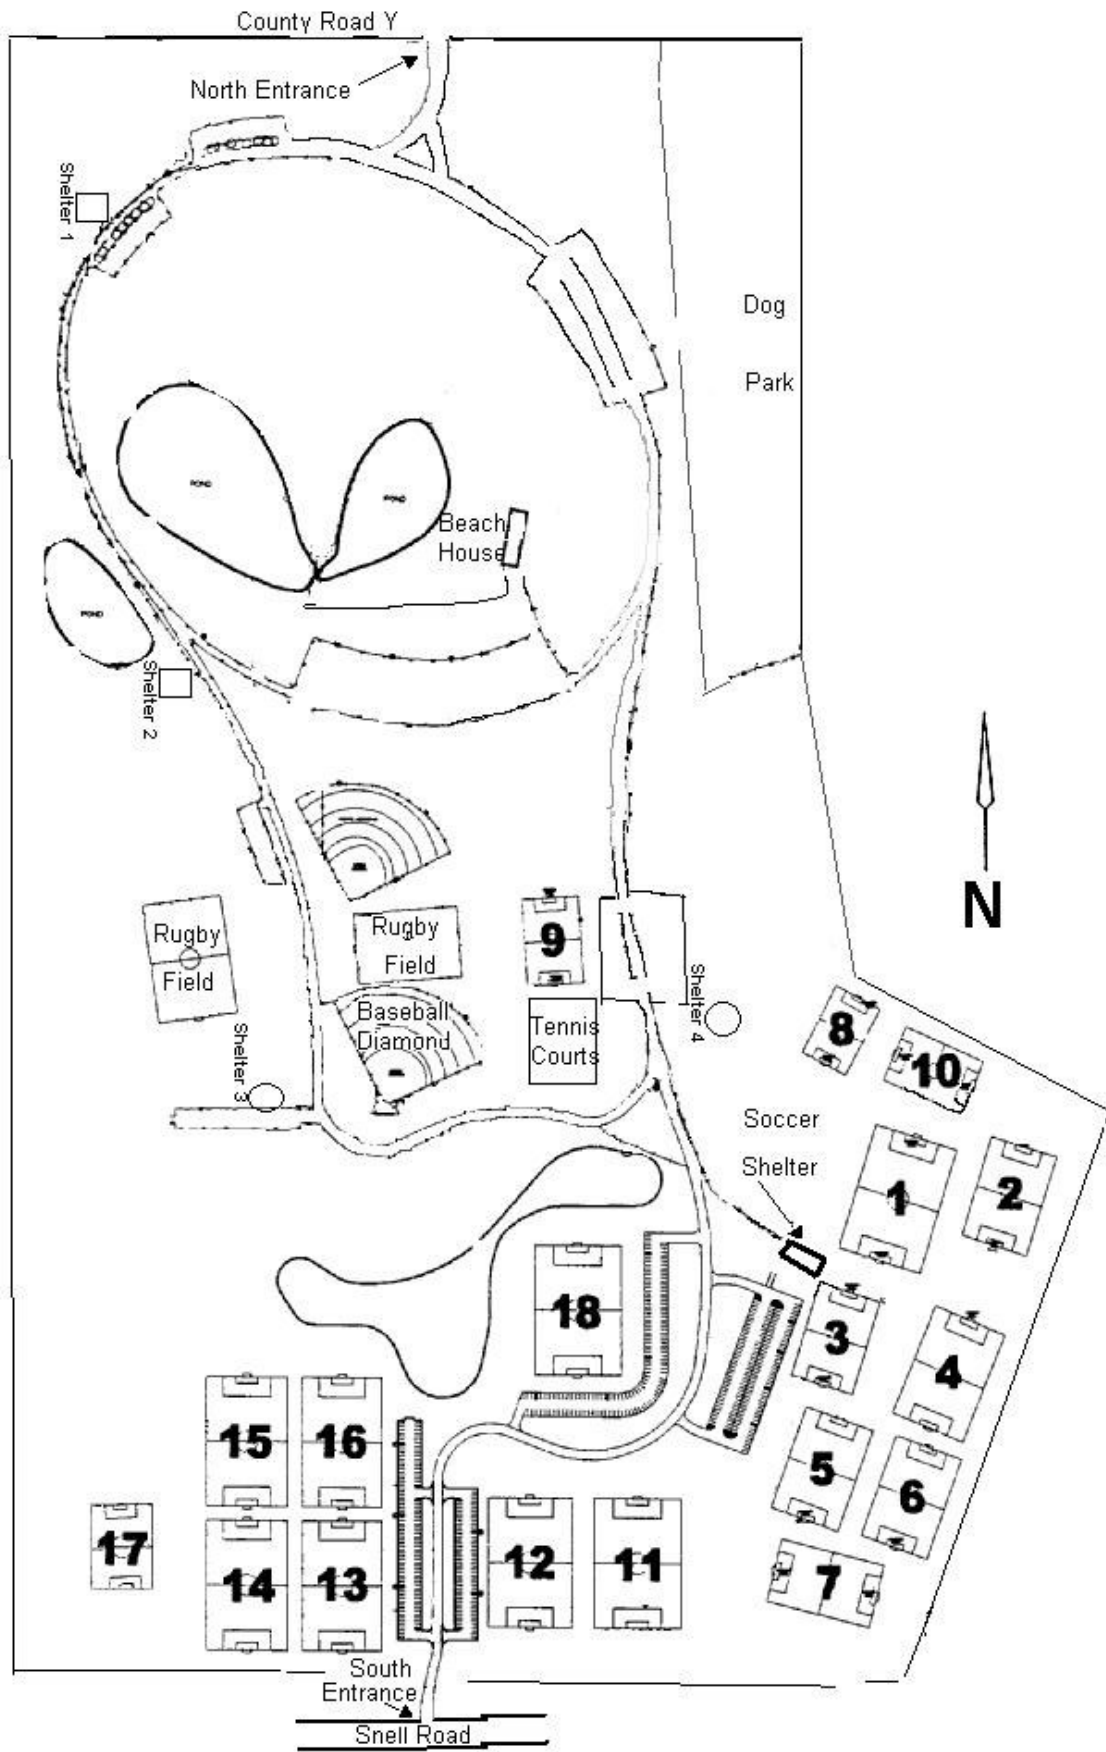 County Road Y
North Entrance
Shelter 1
Dog
Park
POND
POND
Beach
House
POND
Shelter 2
N
Rugby
Field
Rugby
Field
9
Shelter 4
8
10
Baseball
Diamond
Tennis
Courts
Shelter 3
Soccer
Shelter
1
2
18
3
4
15
16
5
6
17
14
13
12
11
7
South
Entrance
Snell Road